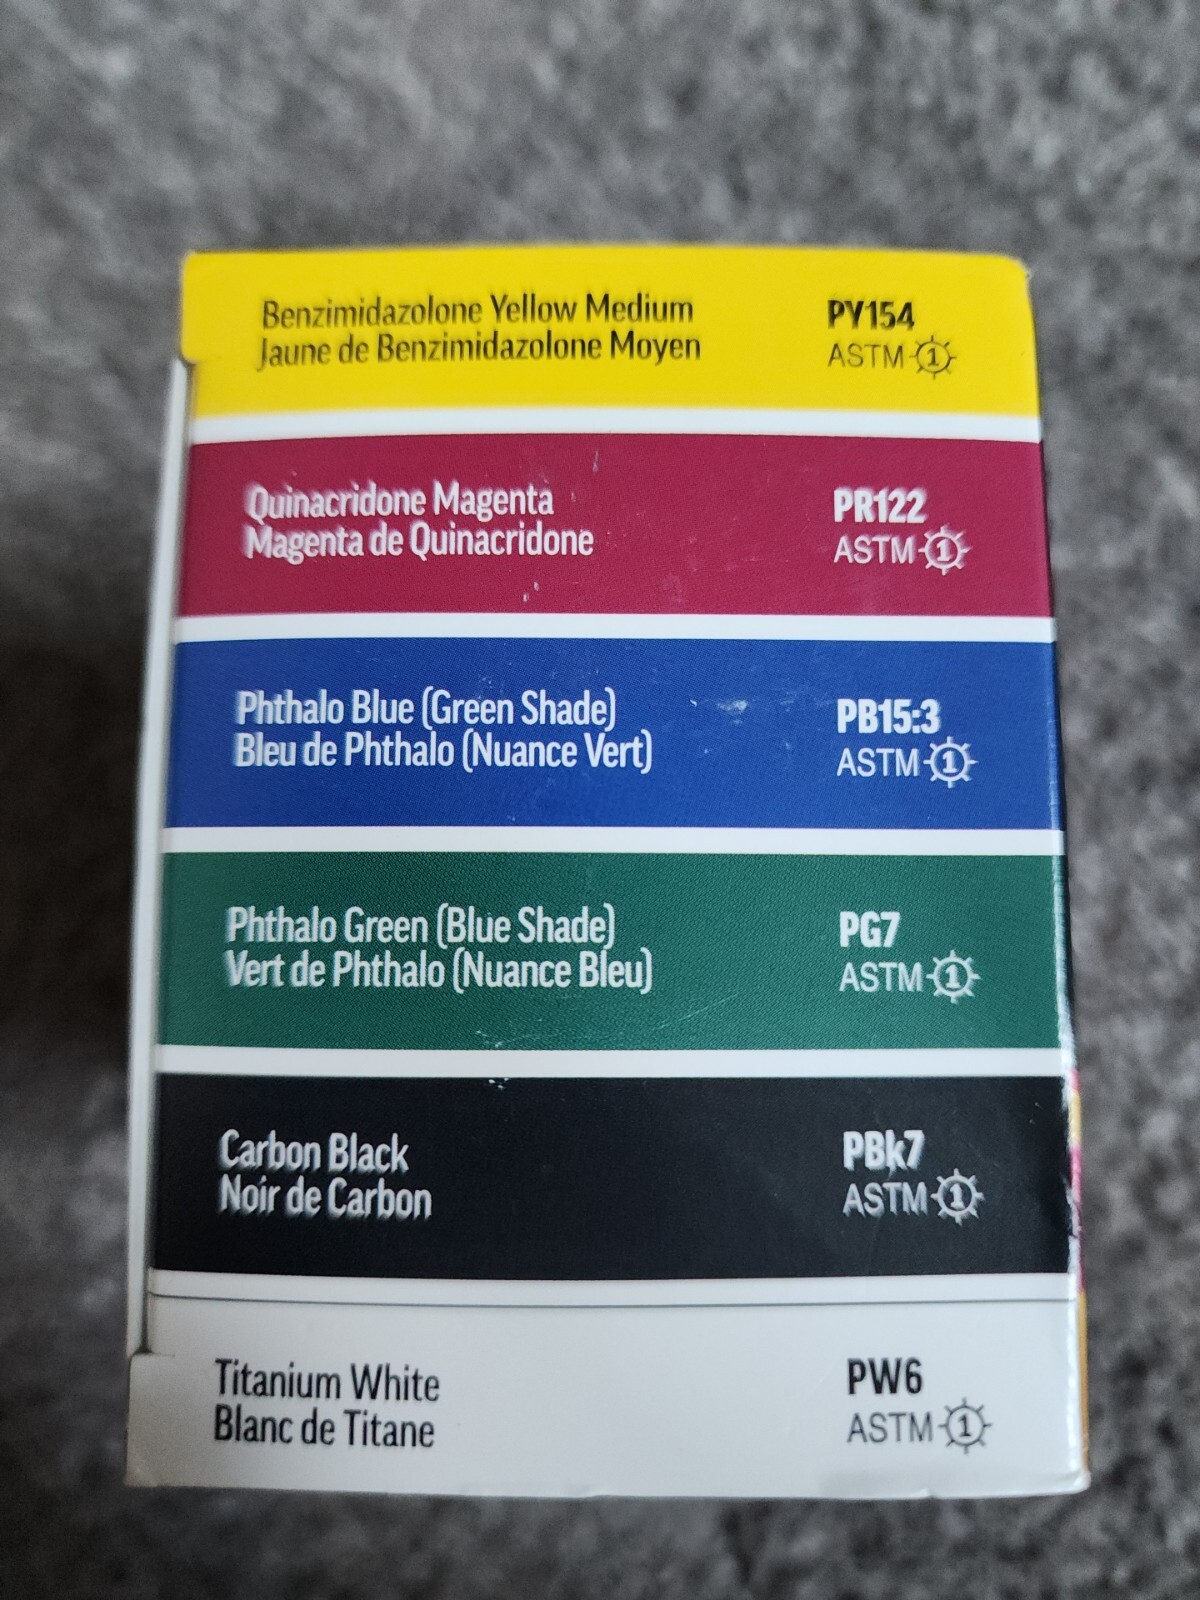 Benzimidazolone Yellow Medium PY154
Jaune de Benzimidazolone Moyen ASTM 1
Quinacridone Magenta PR122
Magenta de Quinacridone ASTM 1
Phthalo Blue (Green Shade) PB15:3
Bleu de Phthalo (Nuance Vert) ASTM 1
Phthalo Green (Blue Shade) PG7
Vert de Phthalo (Nuance Bleu) ASTM 1
Carbon Black PBk7
Noir de Carbon ASTM 1
Titanium White PW6
Blanc de Titane ASTM 1